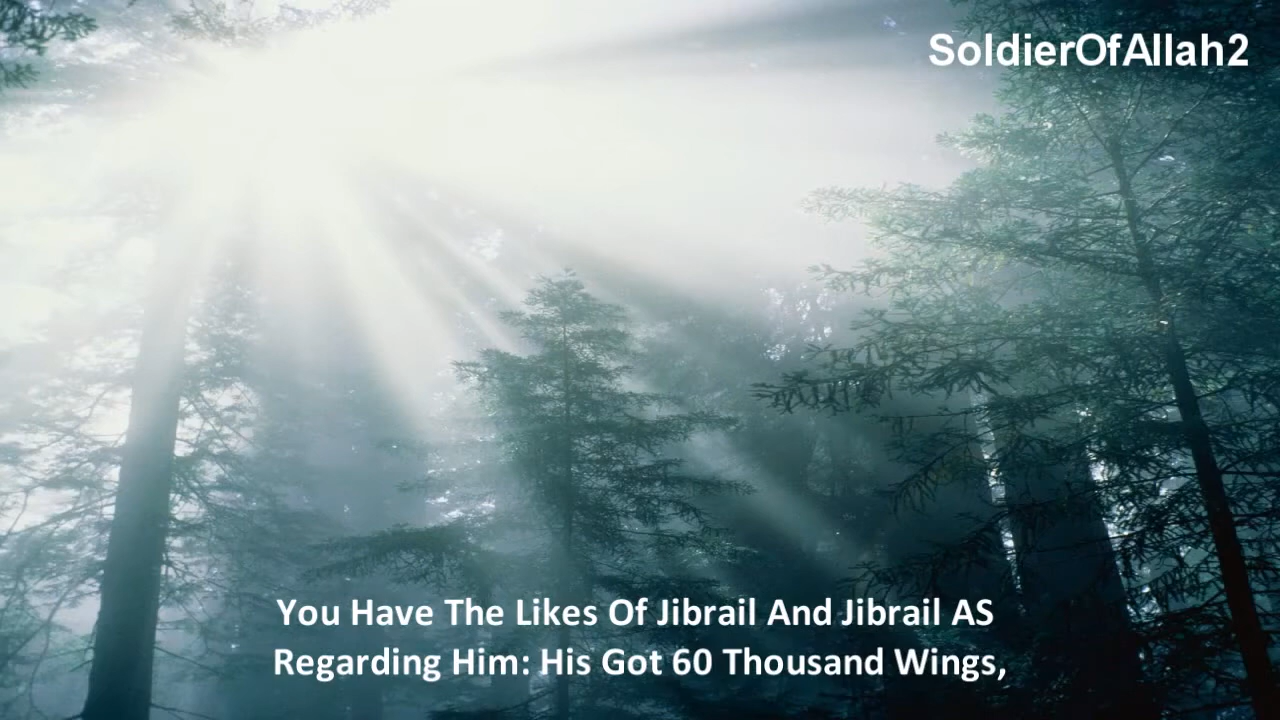 SoldierOfAllah2
You Have The Likes Of Jibrail And Jibrail AS
Regarding Him: His Got 60 Thousand Wings,